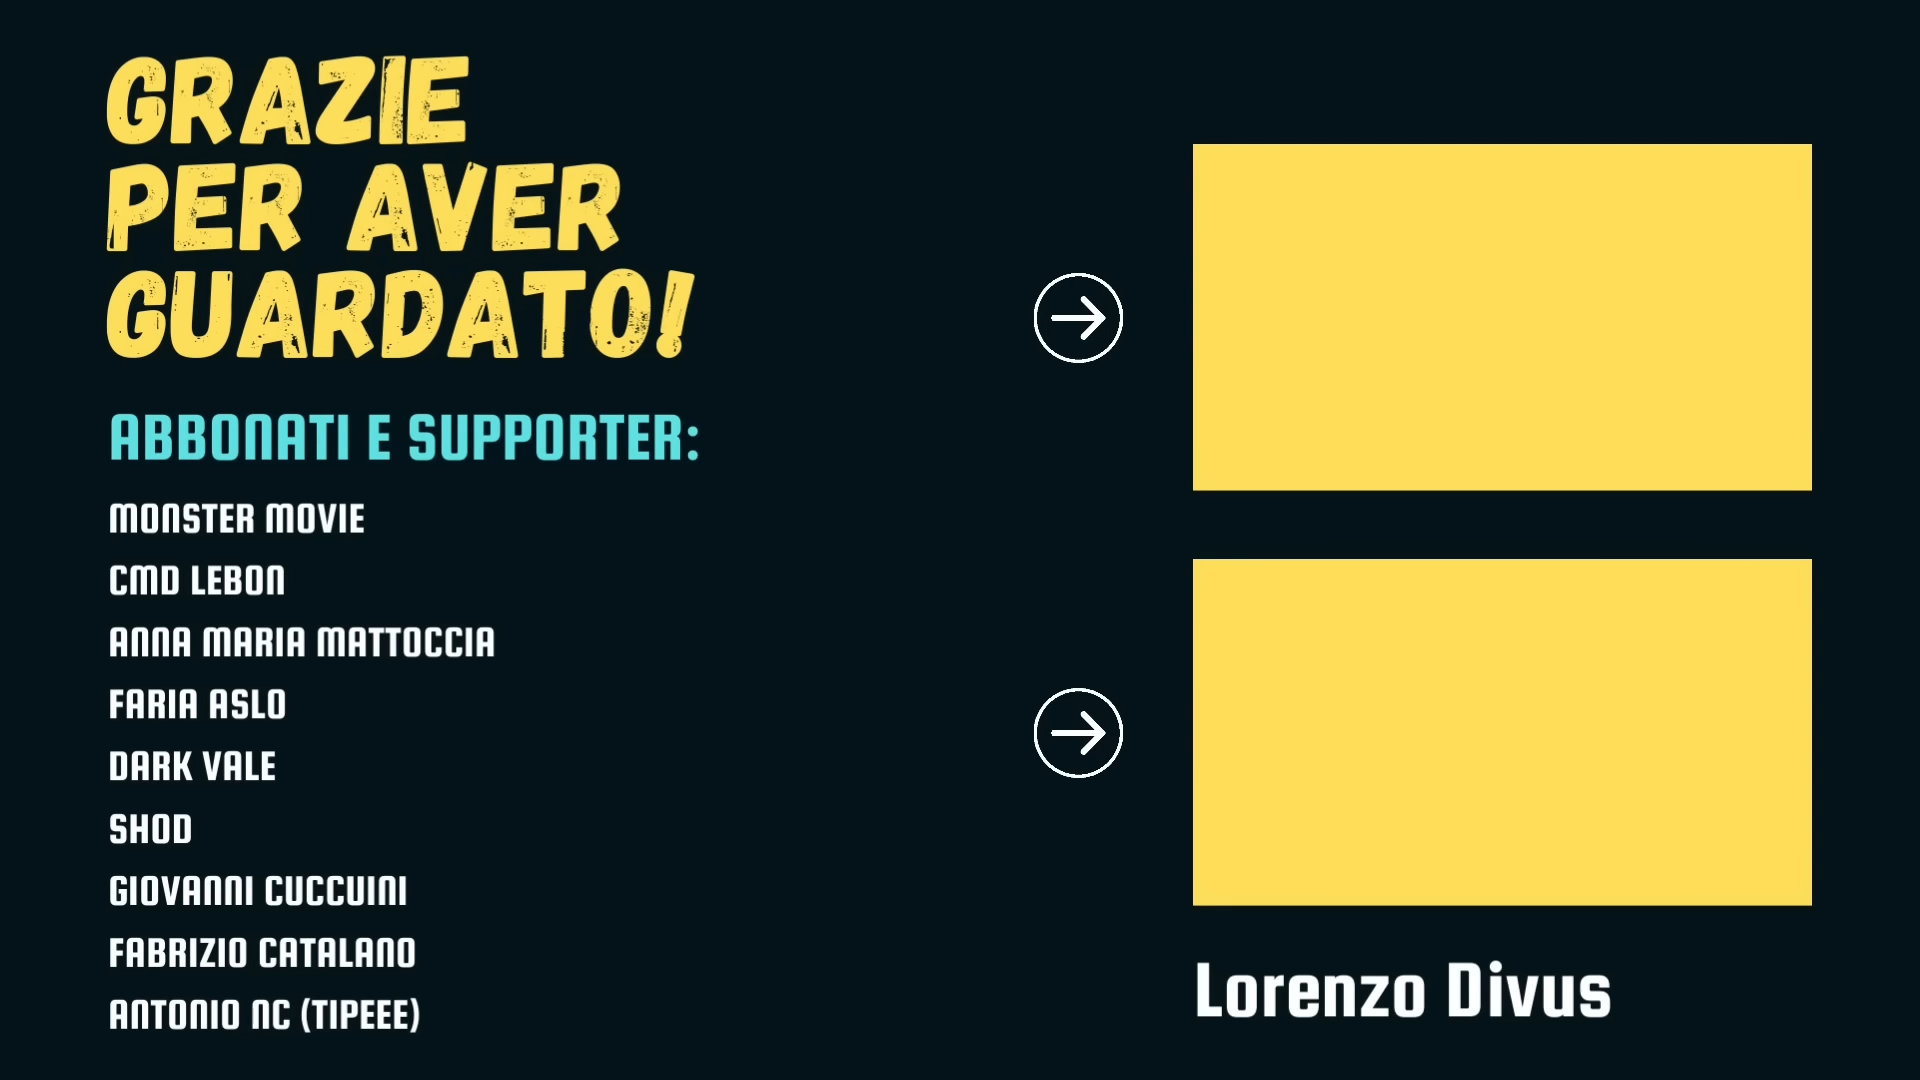 GRAZIE
PER AVER
GUARDATO!
ABBONATI E SUPPORTER:
MONSTER MOVIE
CMD LEBON
ANNA MARIA MATTOCCIA
FARIA ASLO
DARK VALE
SHOD
GIOVANNI CUCCUINI
FABRIZIO CATALANO
ANTONIO NC (TIPEEE)
Lorenzo Divus